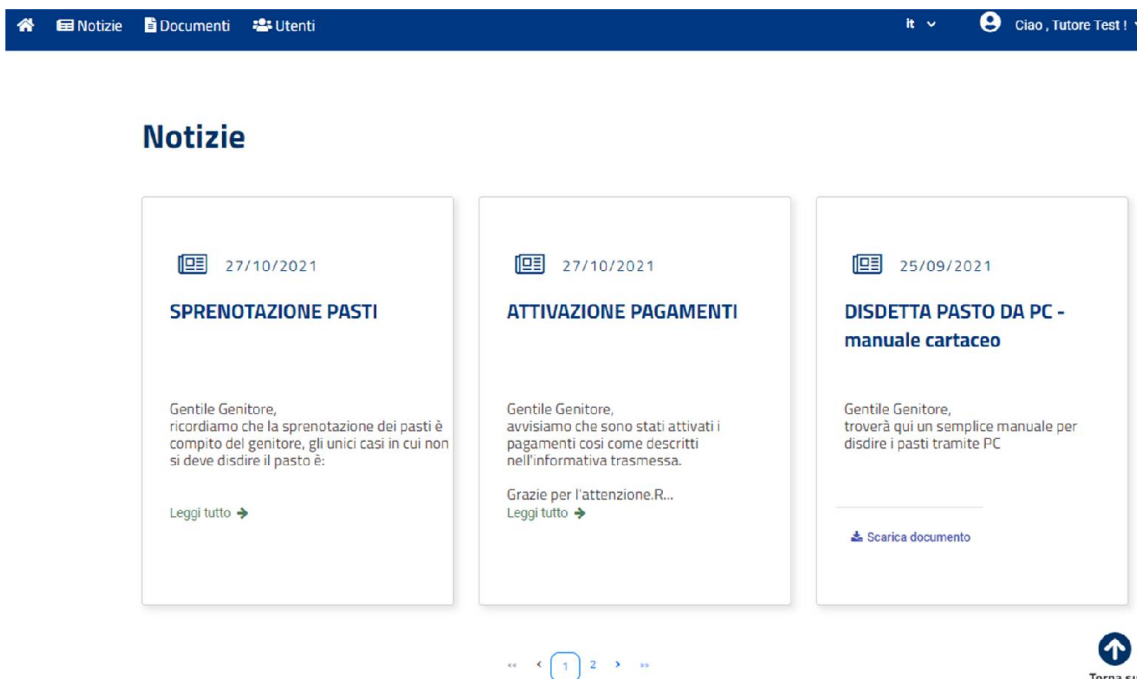 Notizie Documenti Utenti it Ciao , Tutore Test !
Notizie
27/10/2021
SPRENOTAZIONE PASTI
Gentile Genitore,
ricordiamo che la sprenotazione dei pasti è
compito del genitore, gli unici casi in cui non
si deve disdire il pasto è:
Leggi tutto
27/10/2021
ATTIVAZIONE PAGAMENTI
Gentile Genitore,
avvisiamo che sono stati attivati i
pagamenti cosi come descritti
nell'informativa trasmessa.
Grazie per l'attenzione.R...
Leggi tutto
25/09/2021
DISDETTA PASTO DA PC -
manuale cartaceo
Gentile Genitore,
troverà qui un semplice manuale per
disdire i pasti tramite PC
Scarica documento
«« ‹ 1 2 › »»
Torna su